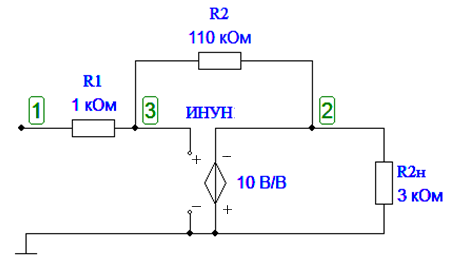 R2
110 кОм
R1
1 кОм
1
3
ИНУН
2
+
−
−
+
10 В/В
R2н
3 кОм